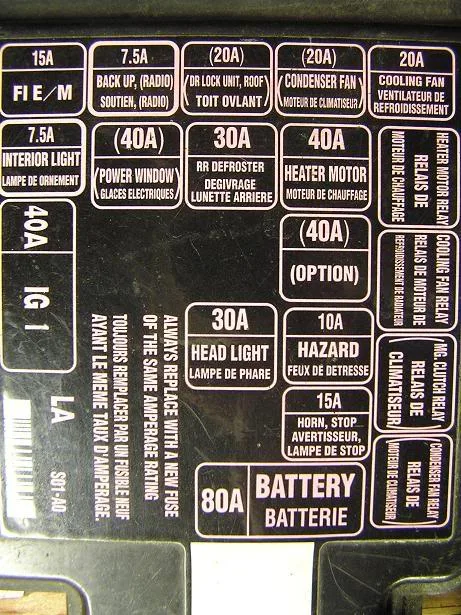 15A
FI E/M
7.5A
BACK UP, (RADIO)
SOUTIEN, (RADIO)
(20A)
(DR LOCK UNIT, ROOF)
TOIT OVLANT
(20A)
(CONDENSER FAN)
MOTEUR DE CLIMATISEUR
20A
COOLING FAN
VENTILATEUR DE
REFROIDISSEMENT
7.5A
INTERIOR LIGHT
LAMPE DE ORNEMENT
(40A)
(POWER WINDOW)
GLACES ELECTRIQUES
30A
RR DEFROSTER
DEGIVRAGE
LUNETTE ARRIERE
40A
HEATER MOTOR
MOTEUR DE CHAUFFAGE
HEATER MOTOR RELAY
RELAIS DE
MOTEUR DE CHAUFFAGE
40A IG 1
(40A)
(OPTION)
COOLING FAN RELAY
RELAIS DE MOTEUR DE
REFROIDISSEMENT DE RADIATEUR
30A
HEAD LIGHT
LAMPE DE PHARE
10A
HAZARD
FEUX DE DETRESSE
MG. CLUTCH RELAY
RELAIS DE
CLIMATISEUR
15A
HORN, STOP
AVERTISSEUR,
LAMPE DE STOP
CONDENSER FAN RELAY
RELAIS DE
MOTEUR DE CLIMATISEUR
80A
BATTERY
BATTERIE
ALWAYS REPLACE WITH A NEW FUSE
OF THE SAME AMPERAGE RATING
TOUJOURS REMPLACER PAR UN FUSIBLE NEUF
AYANT LE MEME TAUX D'AMPERAGE.
LA
S01-A0